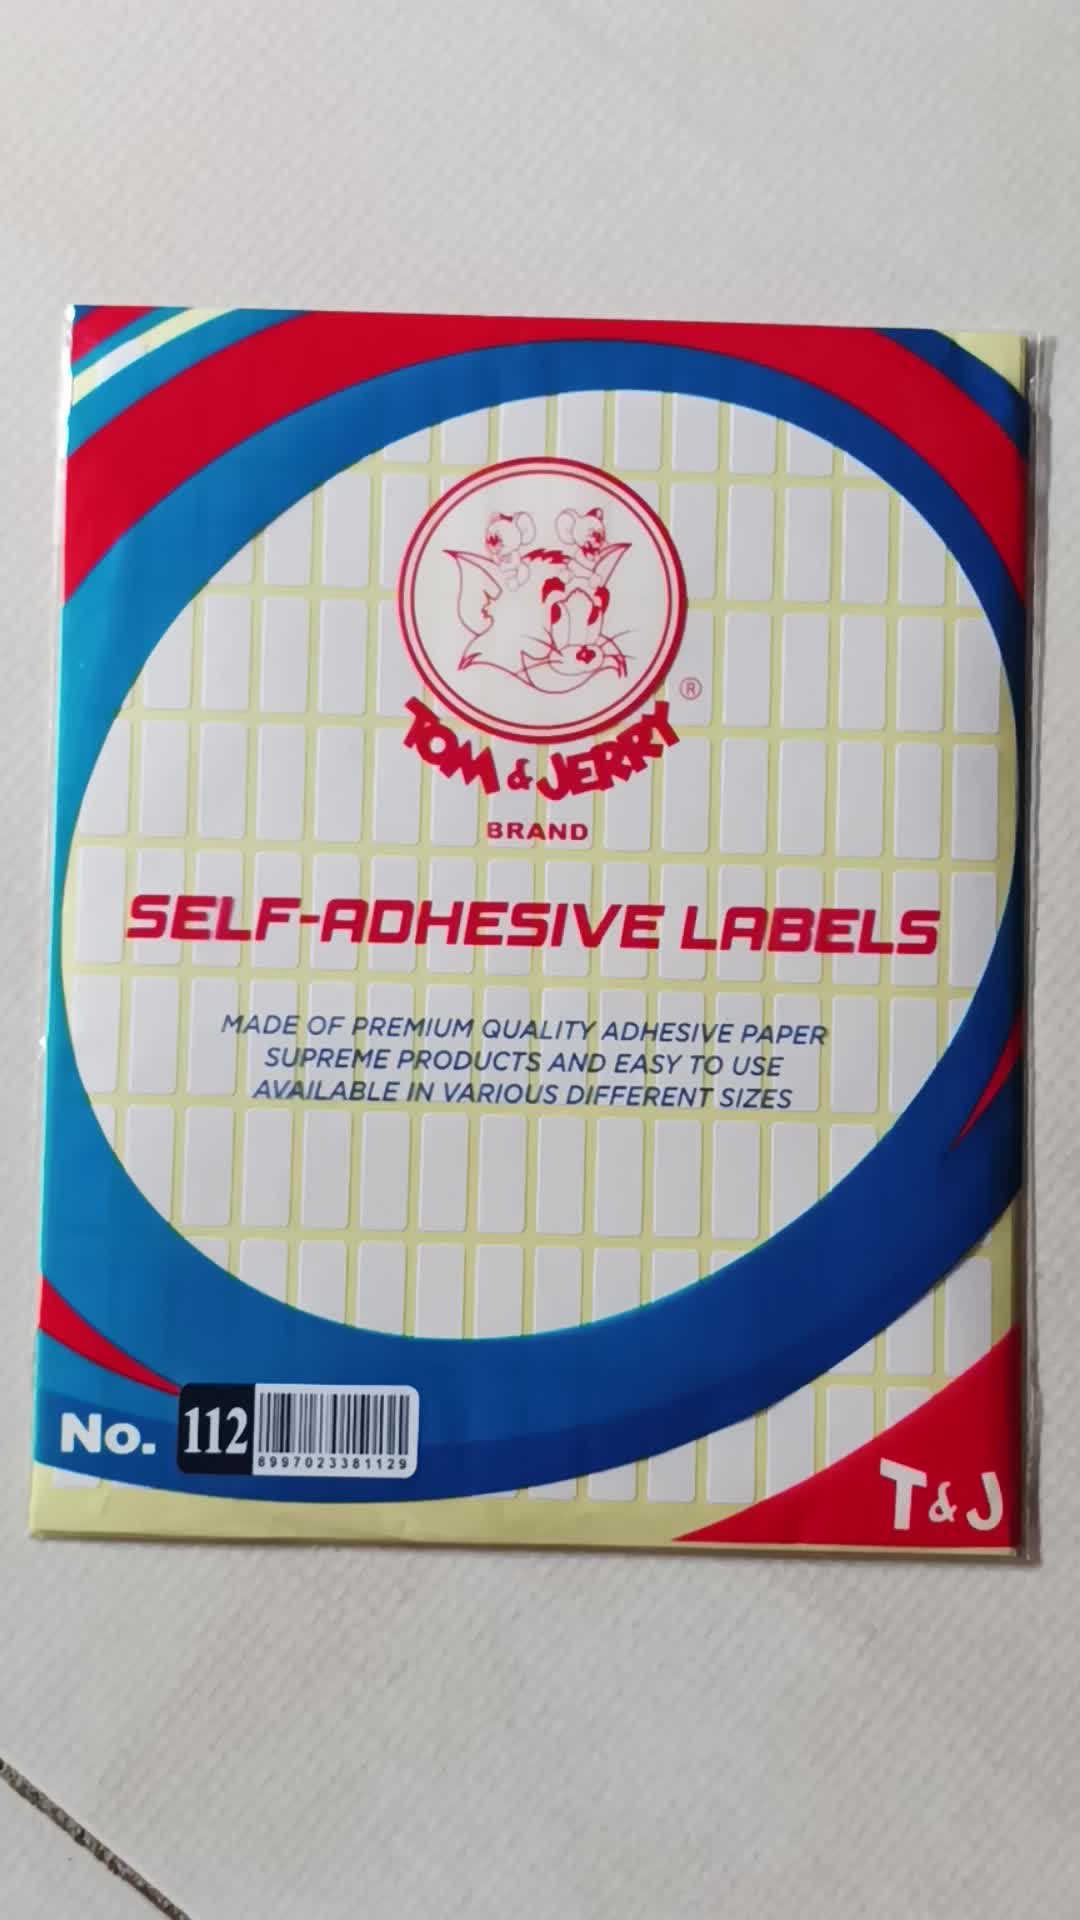 ®
TOM & JERRY
BRAND
SELF-ADHESIVE LABELS
MADE OF PREMIUM QUALITY ADHESIVE PAPER
SUPREME PRODUCTS AND EASY TO USE
AVAILABLE IN VARIOUS DIFFERENT SIZES
No. 112
8997023381129
T & J